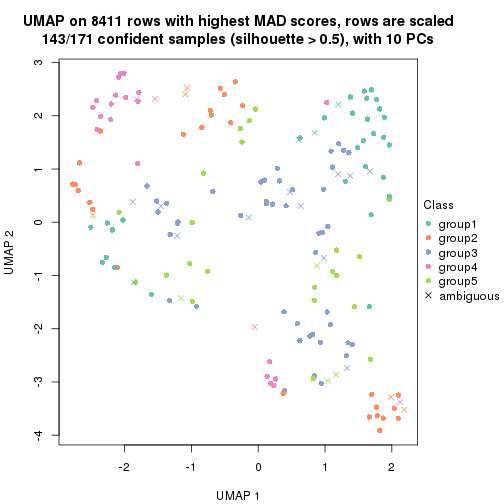 UMAP on 8411 rows with highest MAD scores, rows are scaled
143/171 confident samples (silhouette > 0.5), with 10 PCs
3
2
1
0
-1
-2
-3
-4
UMAP 2
-2
-1
0
1
2
UMAP 1
Class
group1
group2
group3
group4
group5
ambiguous